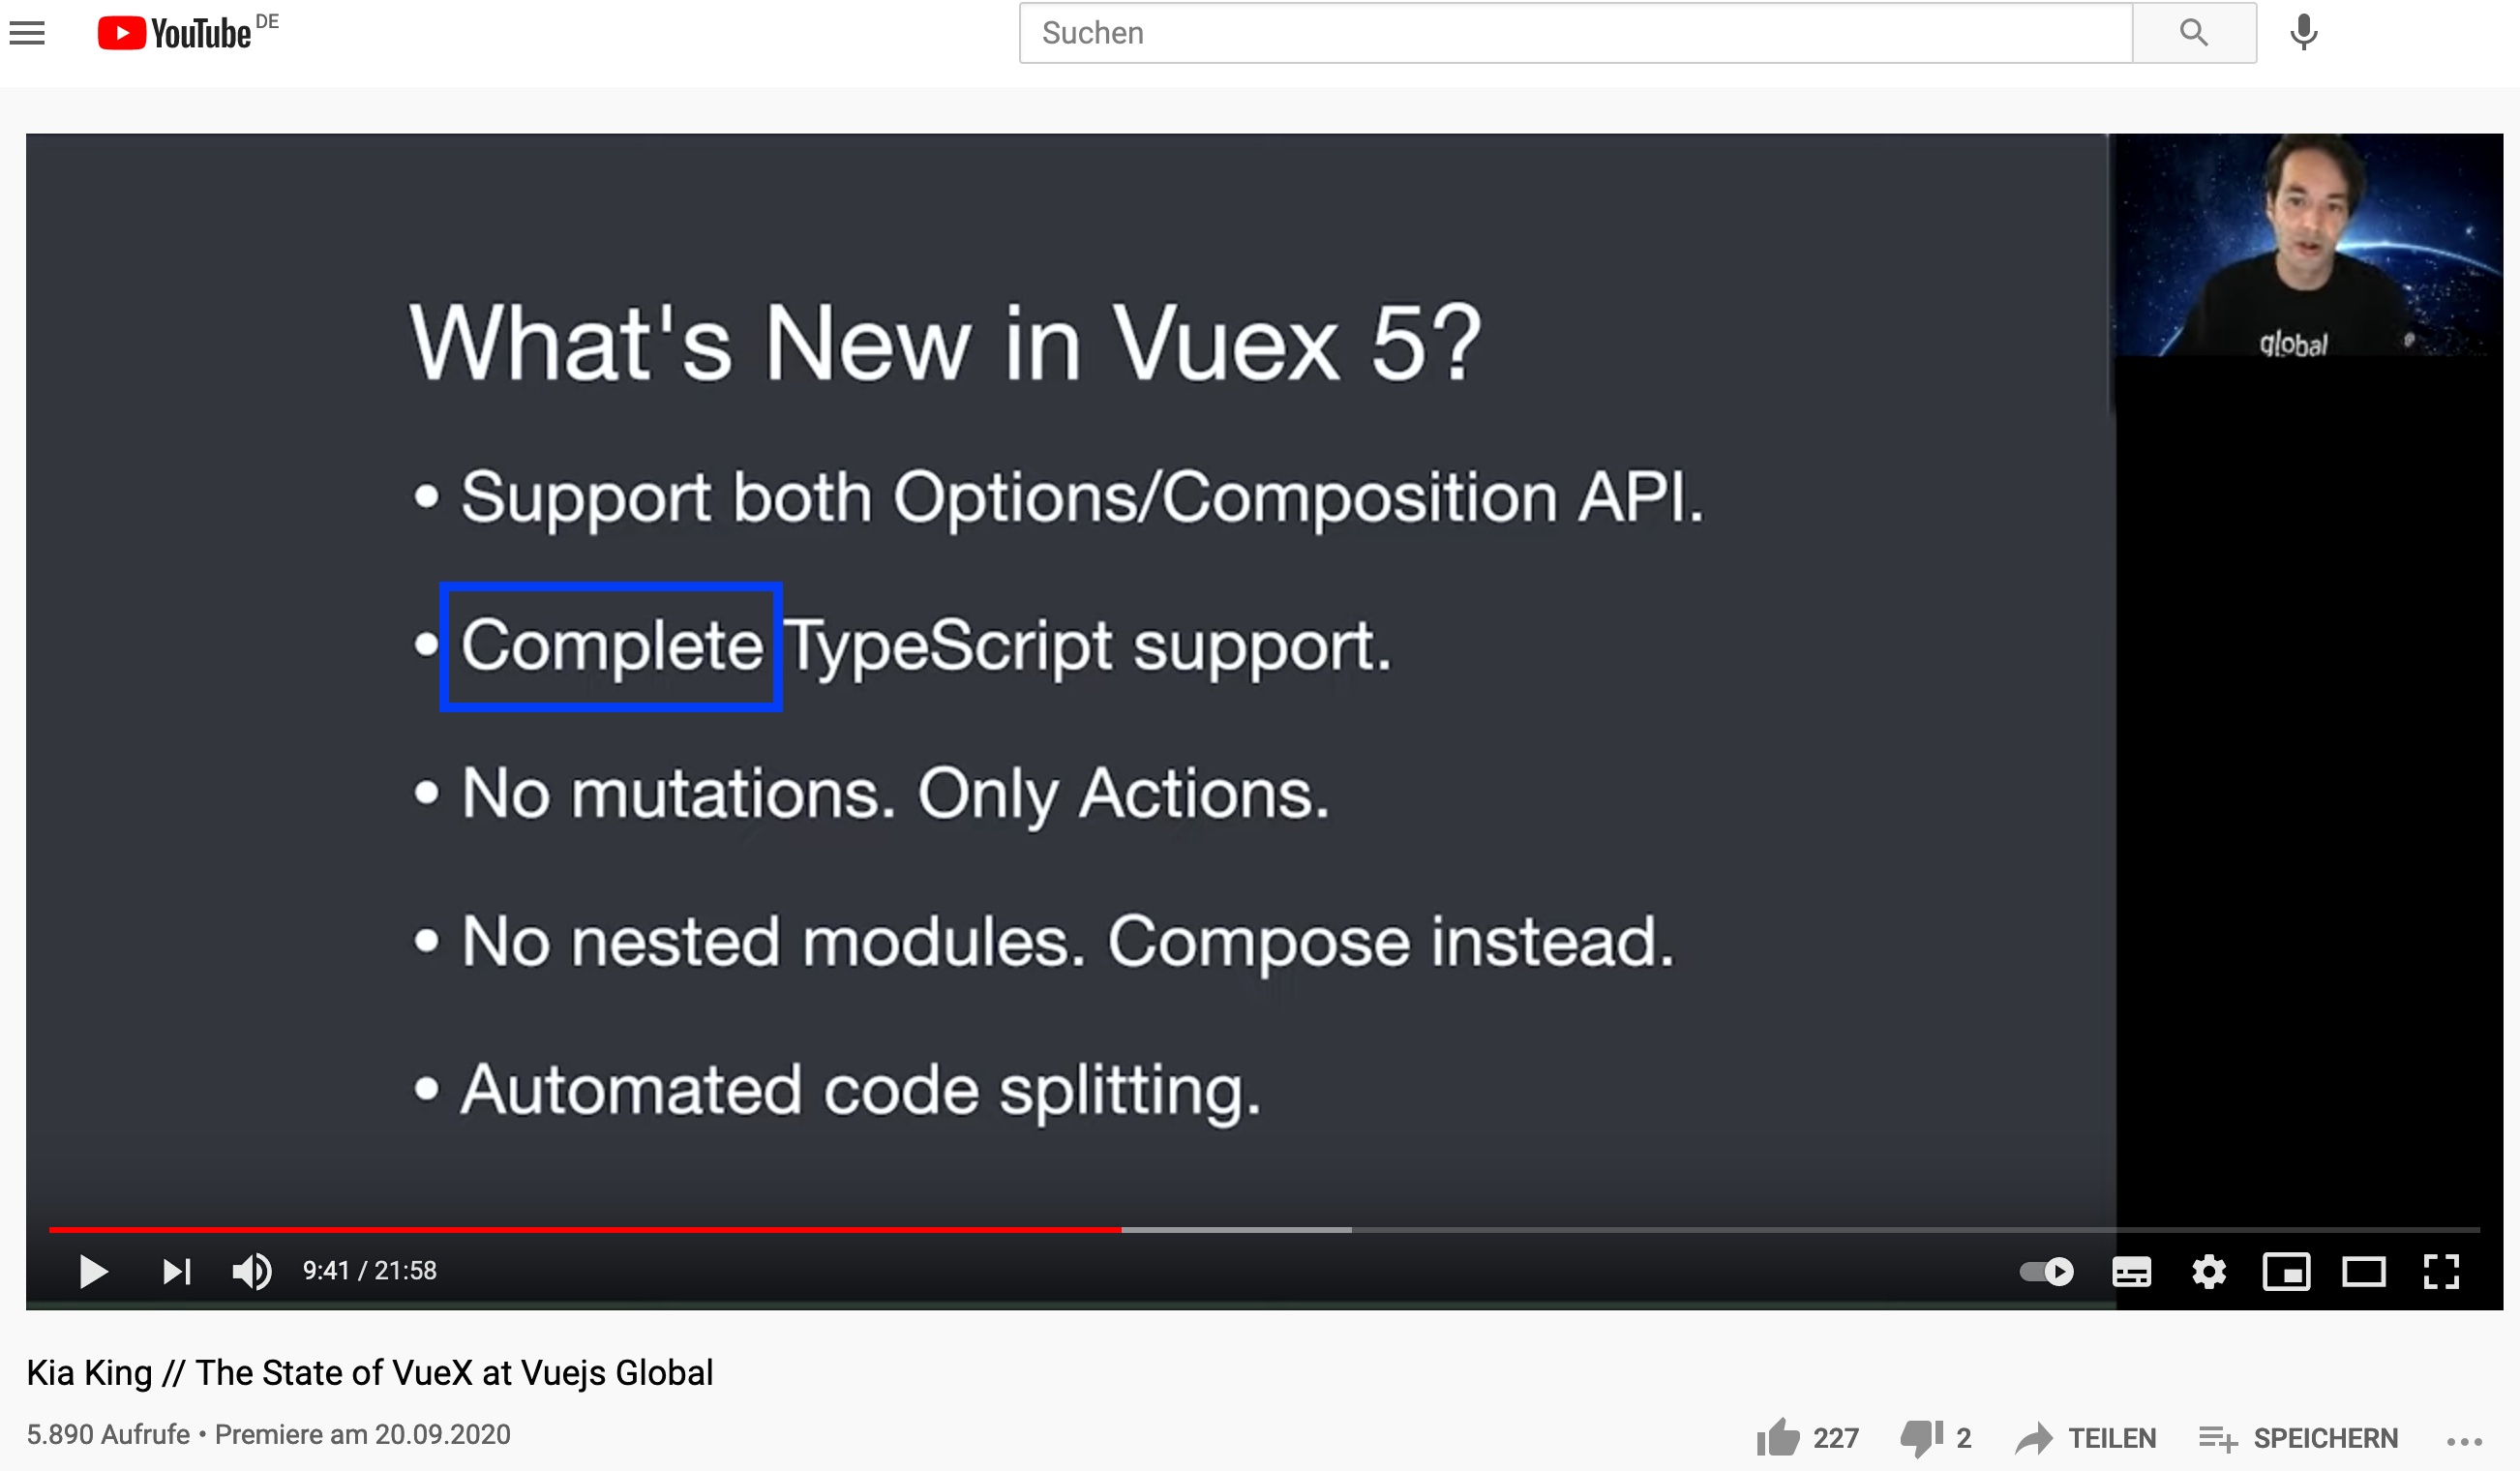 YouTube DE
Suchen
global
What's New in Vuex 5?
• Support both Options/Composition API.
• Complete TypeScript support.
• No mutations. Only Actions.
• No nested modules. Compose instead.
• Automated code splitting.
9:41 / 21:58
Kia King // The State of VueX at Vuejs Global
5.890 Aufrufe • Premiere am 20.09.2020
227 2 TEILEN SPEICHERN